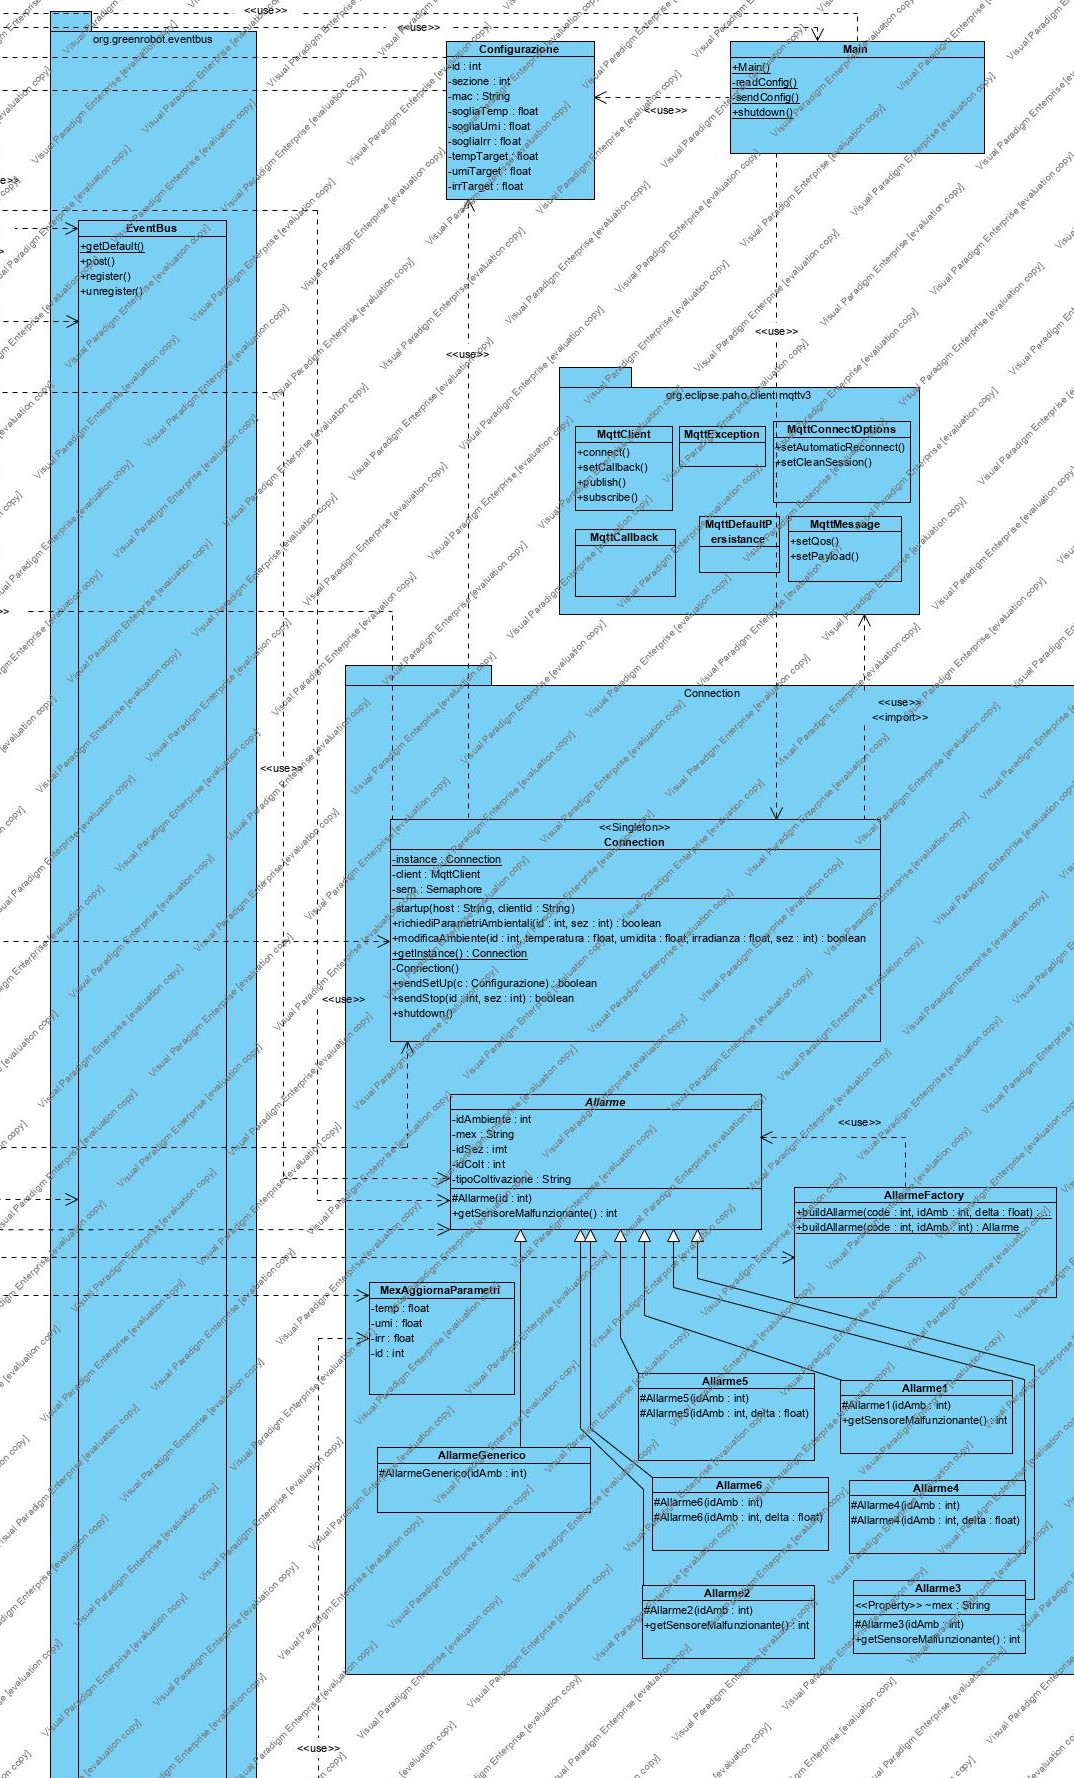 <<use>>
<<use>>
org.greenrobot.eventbus
Configurazione
-id : int
-sezione : int
-mac : String
-sogliaTemp : float
-sogliaUmi : float
-sogliaIrr : float
-tempTarget : float
-umiTarget : float
-irrTarget : float
Main
+Main()
-readConfig()
-sendConfig()
+shutdown()
<<use>>
EventBus
+getDefault()
+post()
+register()
+unregister()
<<use>>
<<use>>
org.eclipse.paho.client.mqttv3
MqttClient
+connect()
+setCallback()
+publish()
+subscribe()
MqttException
MqttConnectOptions
+setAutomaticReconnect()
+setCleanSession()
MqttCallback
MqttDefaultP
ersistance
MqttMessage
+setQos()
+setPayload()
Connection
<<use>>
<<import>>
<<use>>
<<Singleton>>
Connection
-instance : Connection
-client : MqttClient
-sem : Semaphore
-startup(host : String, clientId : String)
+richiediParametriAmbientali(id : int, sez : int) : boolean
+modificaAmbiente(id : int, temperatura : float, umidita : float, irradianza : float, sez : int) : boolean
+getInstance() : Connection
-Connection()
+sendSetUp(c : Configurazione) : boolean
+sendStop(id : int, sez : int) : boolean
+shutdown()
<<use>>
Allarme
-idAmbiente : int
-mex : String
-idSez : imt
-idColt : int
-tipoColtivazione : String
#Allarme(id : int)
+getSensoreMalfunzionante() : int
<<use>>
AllarmeFactory
+buildAllarme(code : int, idAmb : int, delta : float) : ...
+buildAllarme(code : int, idAmb : int) : Allarme
MexAggiornaParametri
-temp : float
-umi : float
-irr : float
-id : int
Allarme5
#Allarme5(idAmb : int)
#Allarme5(idAmb : int, delta : float)
Allarme1
#Allarme1(idAmb : int)
+getSensoreMalfunzionante() : int
AllarmeGenerico
#AllarmeGenerico(idAmb : int)
Allarme6
#Allarme6(idAmb : int)
#Allarme6(idAmb : int, delta : float)
Allarme4
#Allarme4(idAmb : int)
#Allarme4(idAmb : int, delta : float)
Allarme2
#Allarme2(idAmb : int)
+getSensoreMalfunzionante() : int
Allarme3
<<Property>> ~mex : String
#Allarme3(idAmb : int)
+getSensoreMalfunzionante() : int
<<use>>
Visual Paradigm Enterprise [evaluation copy]